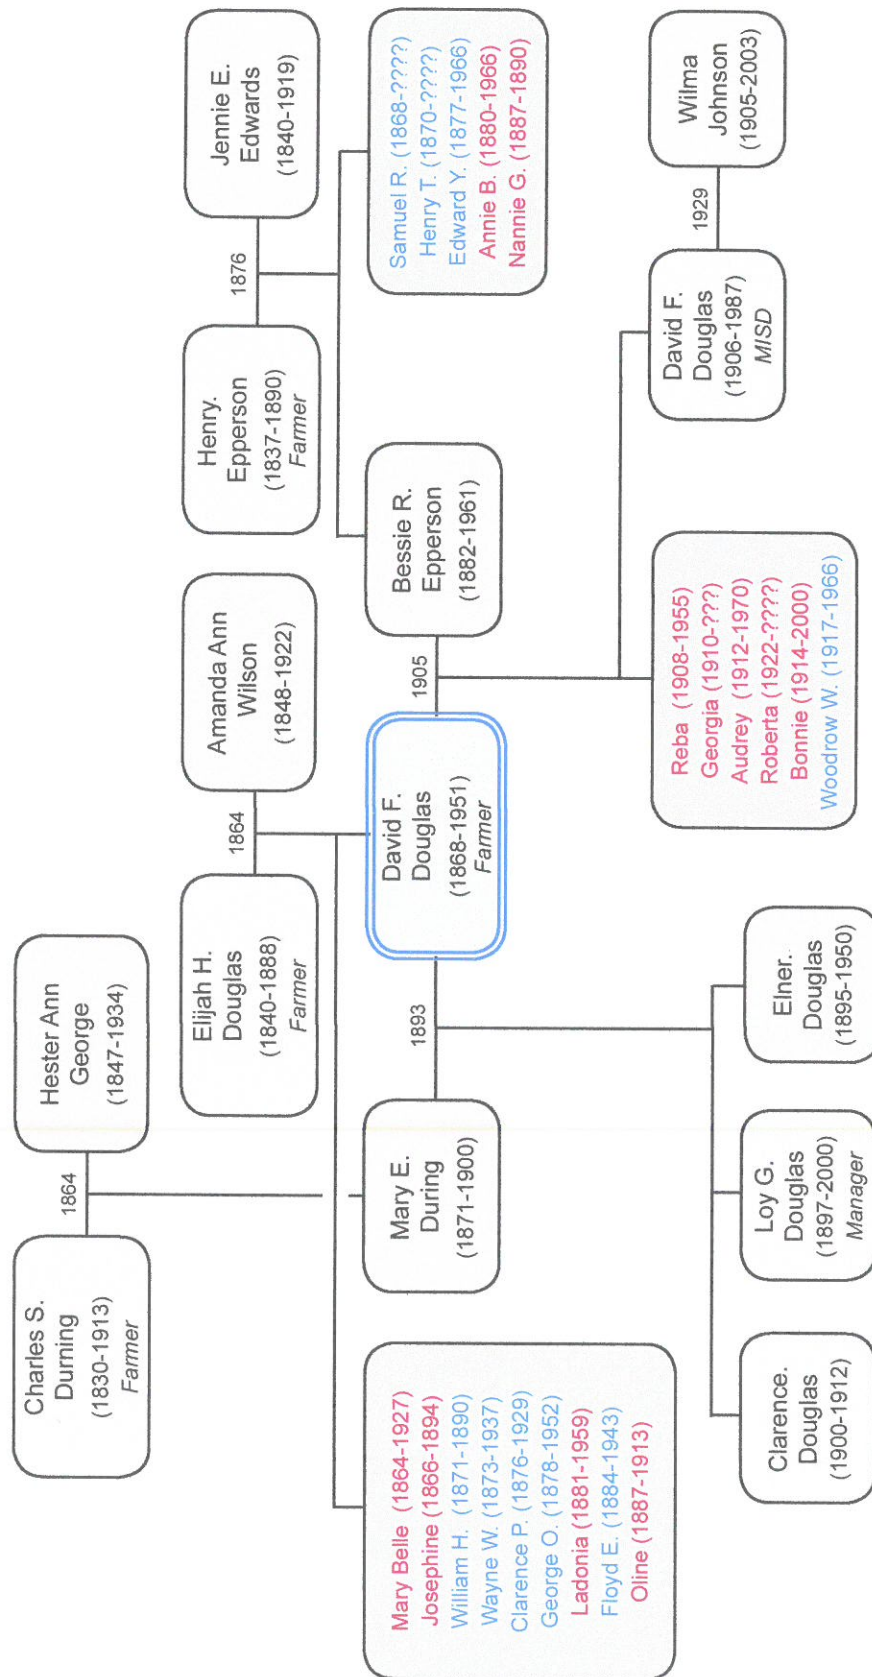 Charles S.
Durning
(1830-1913)
Farmer
1864
Hester Ann
George
(1847-1934)
Elijah H.
Douglas
(1840-1888)
Farmer
1864
Amanda Ann
Wilson
(1848-1922)
Henry.
Epperson
(1837-1890)
Farmer
1876
Jennie E.
Edwards
(1840-1919)
Mary Belle (1864-1927)
Josephine (1866-1894)
William H. (1871-1890)
Wayne W. (1873-1937)
Clarence P. (1876-1929)
George O. (1878-1952)
Ladonia (1881-1959)
Floyd E. (1884-1943)
Oline (1887-1913)
Mary E.
During
(1871-1900)
1893
David F.
Douglas
(1868-1951)
Farmer
1905
Bessie R.
Epperson
(1882-1961)
Samuel R. (1868-????)
Henry T. (1870-????)
Edward Y. (1877-1966)
Annie B. (1880-1966)
Nannie G. (1887-1890)
Clarence.
Douglas
(1900-1912)
Loy G.
Douglas
(1897-2000)
Manager
Elner.
Douglas
(1895-1950)
Reba (1908-1955)
Georgia (1910-???)
Audrey (1912-1970)
Roberta (1922-????)
Bonnie (1914-2000)
Woodrow W. (1917-1966)
David F.
Douglas
(1906-1987)
MISD
1929
Wilma
Johnson
(1905-2003)